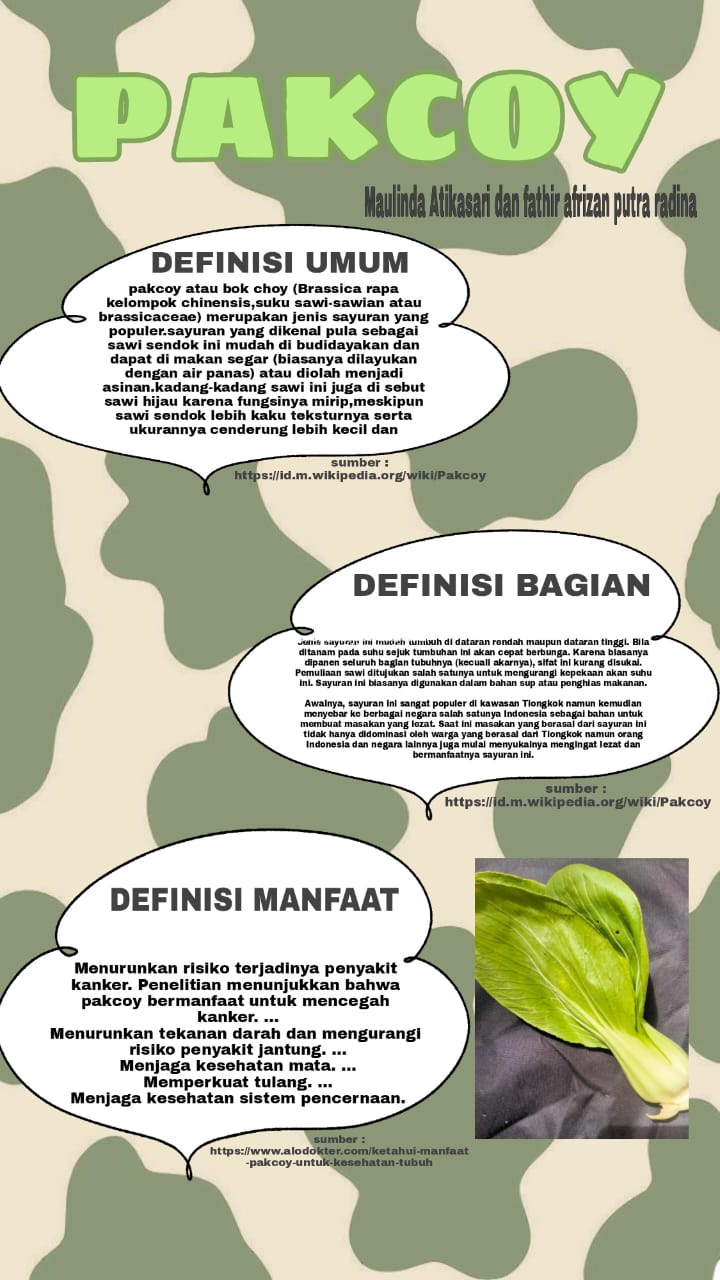 PAKCOY
Maulinda Atikasari dan fathir afrizan putra radina
DEFINISI UMUM
pakcoy atau bok choy (Brassica rapa
kelompok chinensis,suku sawi-sawian atau
brassicaceae) merupakan jenis sayuran yang
populer.sayuran yang dikenal pula sebagai
sawi sendok ini mudah di budidayakan dan
dapat di makan segar (biasanya dilayukan
dengan air panas) atau diolah menjadi
asinan.kadang-kadang sawi ini juga di sebut
sawi hijau karena fungsinya mirip,meskipun
sawi sendok lebih kaku teksturnya serta
ukurannya cenderung lebih kecil dan
sumber :
https://id.m.wikipedia.org/wiki/Pakcoy
DEFINISI BAGIAN
sayuran ini mudah tumbuh di dataran rendah maupun dataran tinggi. Bila
ditanam pada suhu sejuk tumbuhan ini akan cepat berbunga. Karena biasanya
dipanen seluruh bagian tubuhnya (kecuali akarnya), sifat ini kurang disukai.
Pemuliaan sawi ditujukan salah satunya untuk mengurangi kepekaan akan suhu
ini. Sayuran ini biasanya digunakan dalam bahan sup atau penghias makanan.
Awalnya, sayuran ini sangat populer di kawasan Tiongkok namun kemudian
menyebar ke berbagai negara salah satunya Indonesia sebagai bahan untuk
membuat masakan yang lezat. Saat ini masakan yang berasal dari sayuran ini
tidak hanya didominasi oleh warga yang berasal dari Tiongkok namun orang
Indonesia dan negara lainnya juga mulai menyukainya mengingat lezat dan
bermanfaatnya sayuran ini.
sumber :
https://id.m.wikipedia.org/wiki/Pakcoy
DEFINISI MANFAAT
Menurunkan risiko terjadinya penyakit
kanker. Penelitian menunjukkan bahwa
pakcoy bermanfaat untuk mencegah
kanker. ...
Menurunkan tekanan darah dan mengurangi
risiko penyakit jantung. ...
Menjaga kesehatan mata. ...
Memperkuat tulang. ...
Menjaga kesehatan sistem pencernaan.
sumber :
https://www.alodokter.com/ketahui-manfaat
-pakcoy-untuk-kesehatan-tubuh